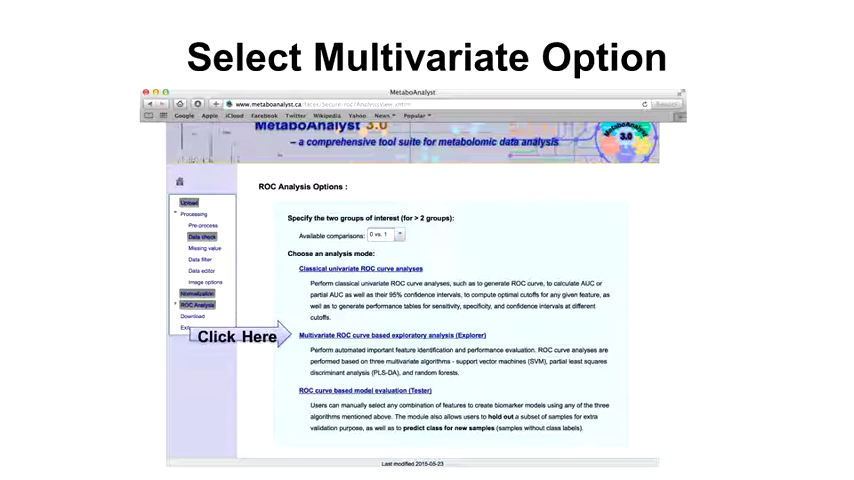 Select Multivariate Option
MetaboAnalyst
www.metaboanalyst.ca
Google Apple iCloud Facebook Twitter Wikipedia Yahoo News Popular
MetaboAnalyst 3.0
– a comprehensive tool suite for metabolomic data analysis
3.0
ROC Analysis Options :
Upload
Processing
Pre-process
Data check
Missing value
Data filter
Data editor
Image options
Normalization
ROC Analysis
Download
Specify the two groups of interest (for > 2 groups):
Available comparisons: 0 vs. 1
Choose an analysis mode:
Classical univariate ROC curve analyses
Perform classical univariate ROC curve analyses, such as to generate ROC curve, to calculate AUC or
partial AUC as well as their 95% confidence intervals, to compute optimal cutoffs for any given feature, as
well as to generate performance tables for sensitivity, specificity, and confidence intervals at different
cutoffs.
Click Here
Multivariate ROC curve based exploratory analysis (Explorer)
Perform automated important feature identification and performance evaluation. ROC curve analyses are
performed based on three multivariate algorithms - support vector machines (SVM), partial least squares
discriminant analysis (PLS-DA), and random forests.
ROC curve based model evaluation (Tester)
Users can manually select any combination of features to create biomarker models using any of the three
algorithms mentioned above. The module also allows users to hold out a subset of samples for extra
validation purpose, as well as to predict class for new samples (samples without class labels).
Last modified 2015-05-23